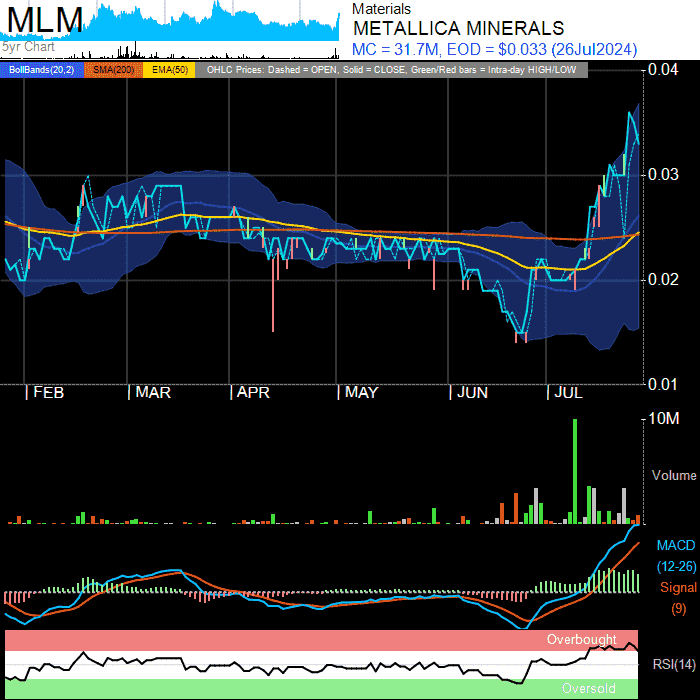 MLM
5yr Chart
Materials
METALLICA MINERALS
MC = 31.7M, EOD = $0.033 (26Jul2024)
BollBands(20,2) SMA(200) EMA(50) OHLC Prices: Dashed = OPEN, Solid = CLOSE, Green/Red bars = Intra-day HIGH/LOW
0.04
0.03
0.02
0.01
| FEB | MAR | APR | MAY | JUN | JUL
10M
Volume
MACD
(12-26)
Signal
(9)
Overbought
RSI(14)
Oversold